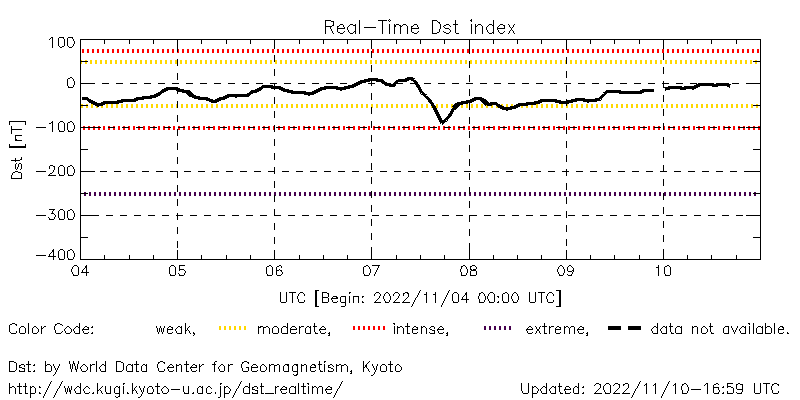 Real-Time Dst index
100
0
-100
-200
-300
-400
Dst [nT]
04 05 06 07 08 09 10
UTC [Begin: 2022/11/04 00:00 UTC]
Color Code: weak, moderate, intense, extreme, data not available.
Dst: by World Data Center for Geomagnetism, Kyoto
http://wdc.kugi.kyoto-u.ac.jp/dst_realtime/ Updated: 2022/11/10-16:59 UTC